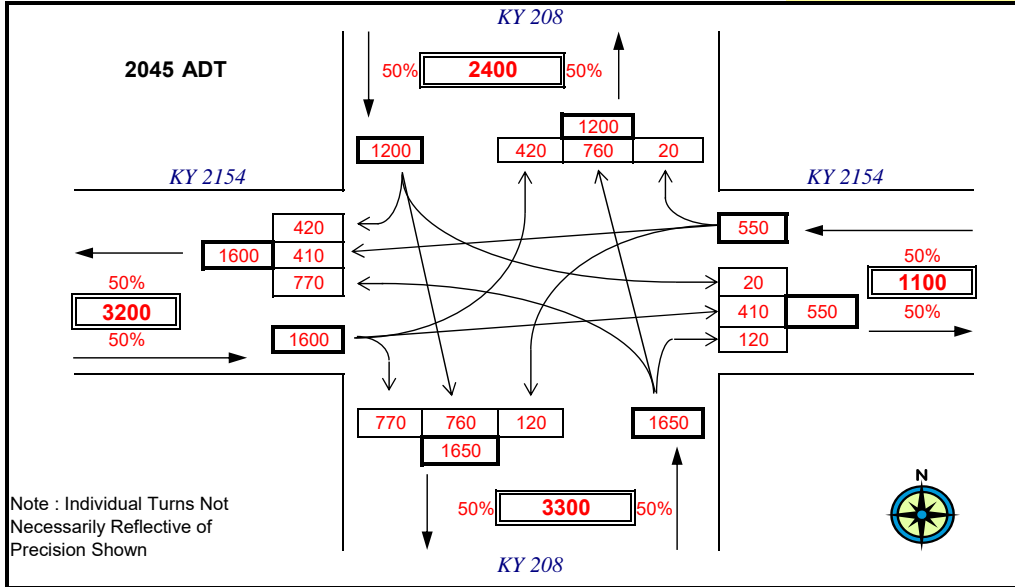 KY 208
2045 ADT
50% 2400 50%
1200
1200
420 760 20
KY 2154
KY 2154
420
550
1600 410
50%
50%
770
20
1100
3200
410 550
50%
50%
1600
120
770 760 120
1650
1650
N
Note : Individual Turns Not
Necessarily Reflective of
Precision Shown
50% 3300 50%
KY 208